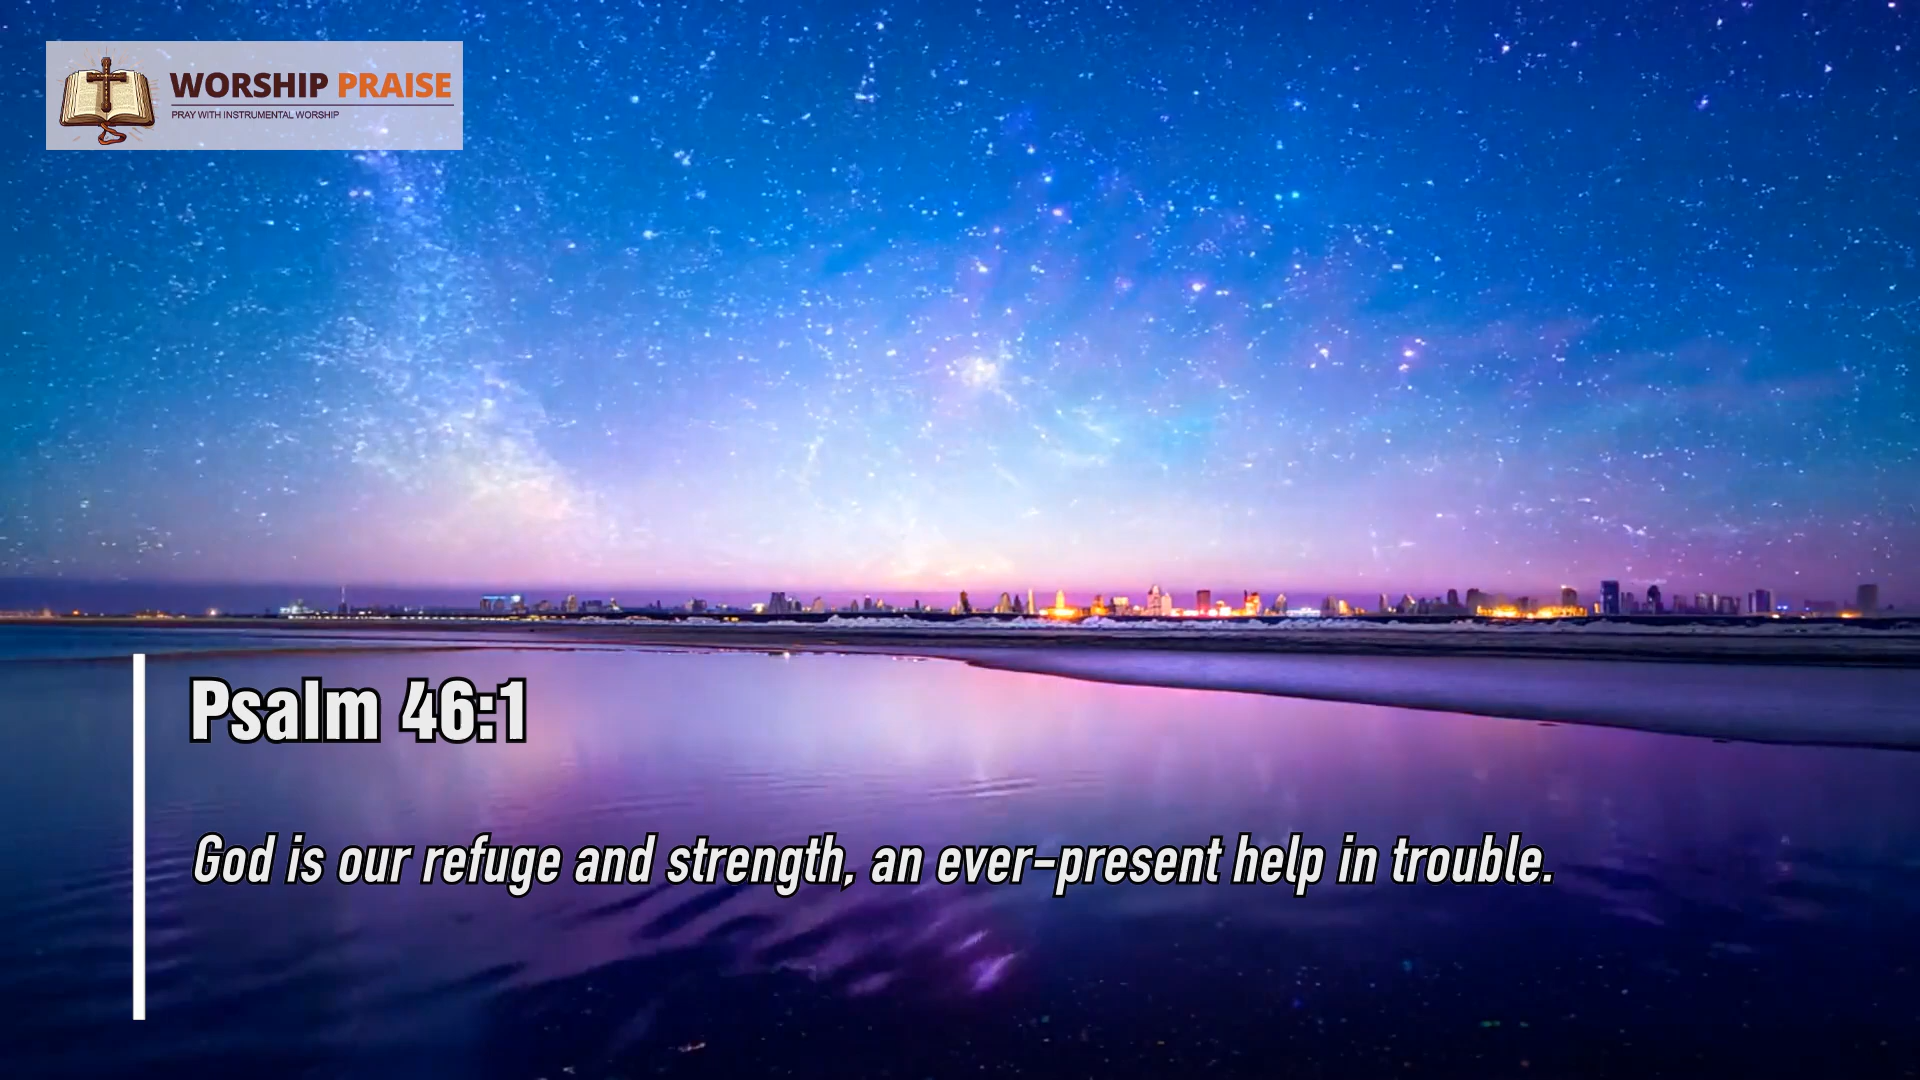 WORSHIP PRAISE
PRAY WITH INSTRUMENTAL WORSHIP
Psalm 46:1
God is our refuge and strength, an ever-present help in trouble.